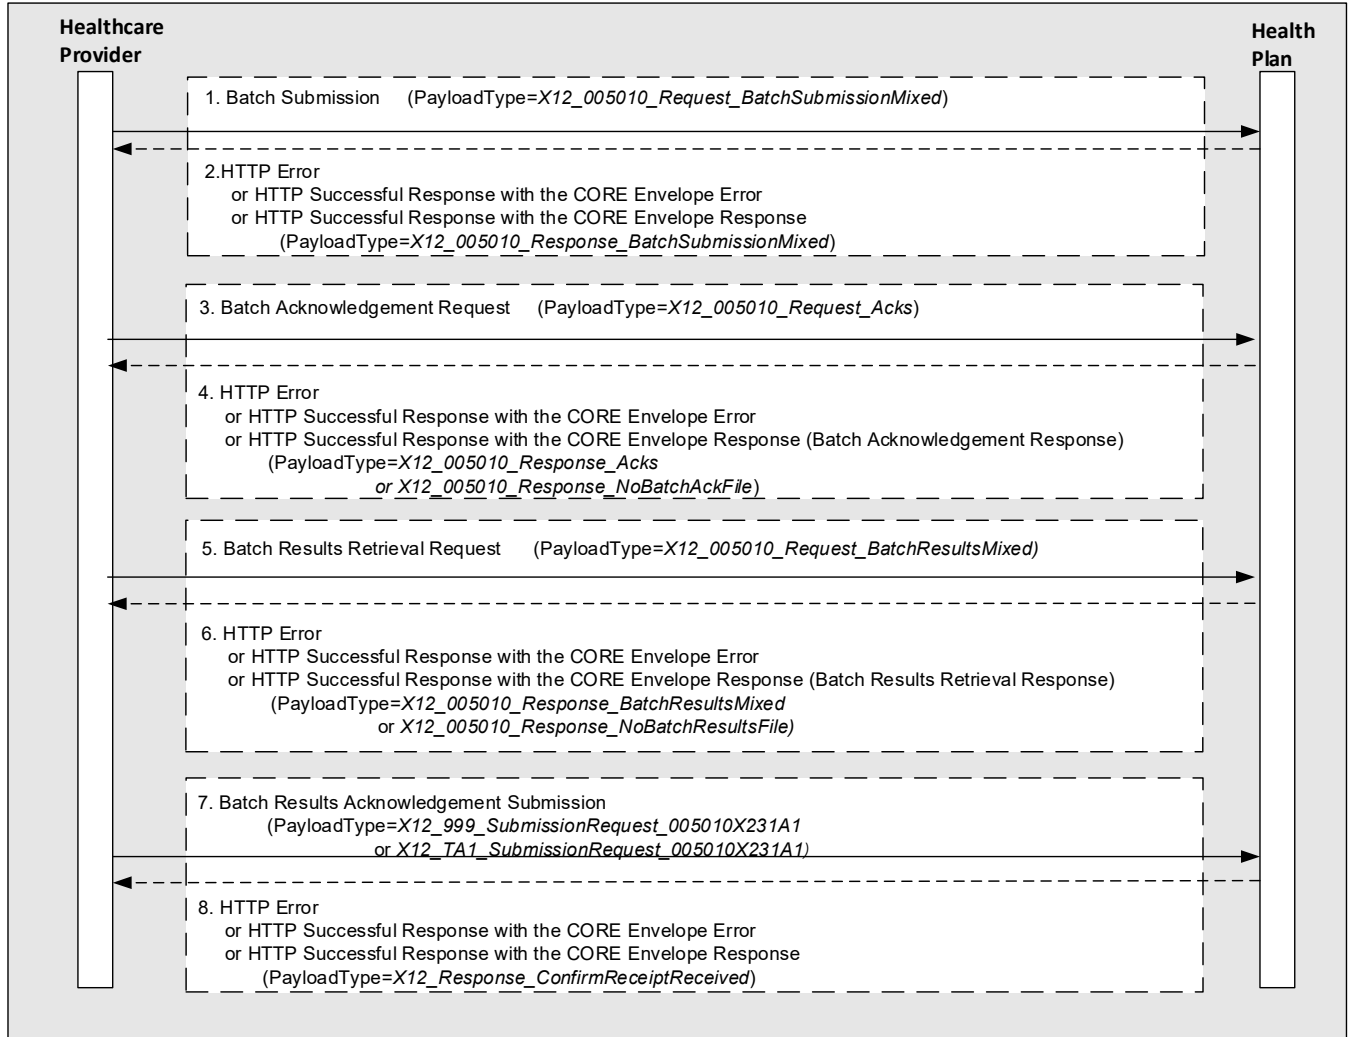 Healthcare
Provider
Health
Plan
1. Batch Submission (PayloadType=X12_005010_Request_BatchSubmissionMixed)
2.HTTP Error
or HTTP Successful Response with the CORE Envelope Error
or HTTP Successful Response with the CORE Envelope Response
(PayloadType=X12_005010_Response_BatchSubmissionMixed)
3. Batch Acknowledgement Request (PayloadType=X12_005010_Request_Acks)
4. HTTP Error
or HTTP Successful Response with the CORE Envelope Error
or HTTP Successful Response with the CORE Envelope Response (Batch Acknowledgement Response)
(PayloadType=X12_005010_Response_Acks
or X12_005010_Response_NoBatchAckFile)
5. Batch Results Retrieval Request (PayloadType=X12_005010_Request_BatchResultsMixed)
6. HTTP Error
or HTTP Successful Response with the CORE Envelope Error
or HTTP Successful Response with the CORE Envelope Response (Batch Results Retrieval Response)
(PayloadType=X12_005010_Response_BatchResultsMixed
or X12_005010_Response_NoBatchResultsFile)
7. Batch Results Acknowledgement Submission
(PayloadType=X12_999_SubmissionRequest_005010X231A1
or X12_TA1_SubmissionRequest_005010X231A1)
8. HTTP Error
or HTTP Successful Response with the CORE Envelope Error
or HTTP Successful Response with the CORE Envelope Response
(PayloadType=X12_Response_ConfirmReceiptReceived)